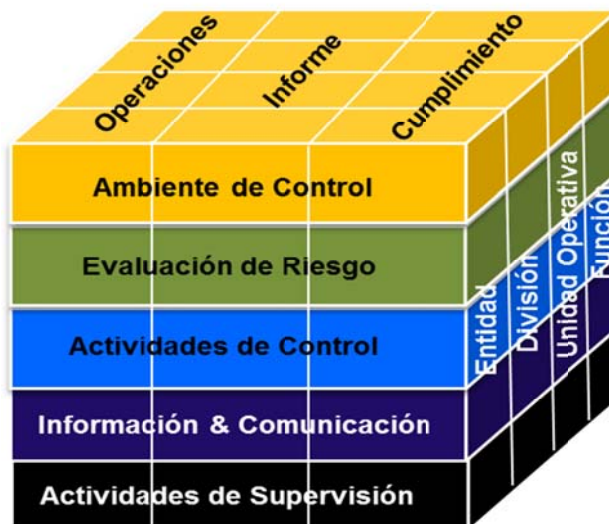 Operaciones
Informe
Cumplimiento
Ambiente de Control
Evaluación de Riesgo
Actividades de Control
Información & Comunicación
Actividades de Supervisión
Entidad
División
Unidad Operativa
Función